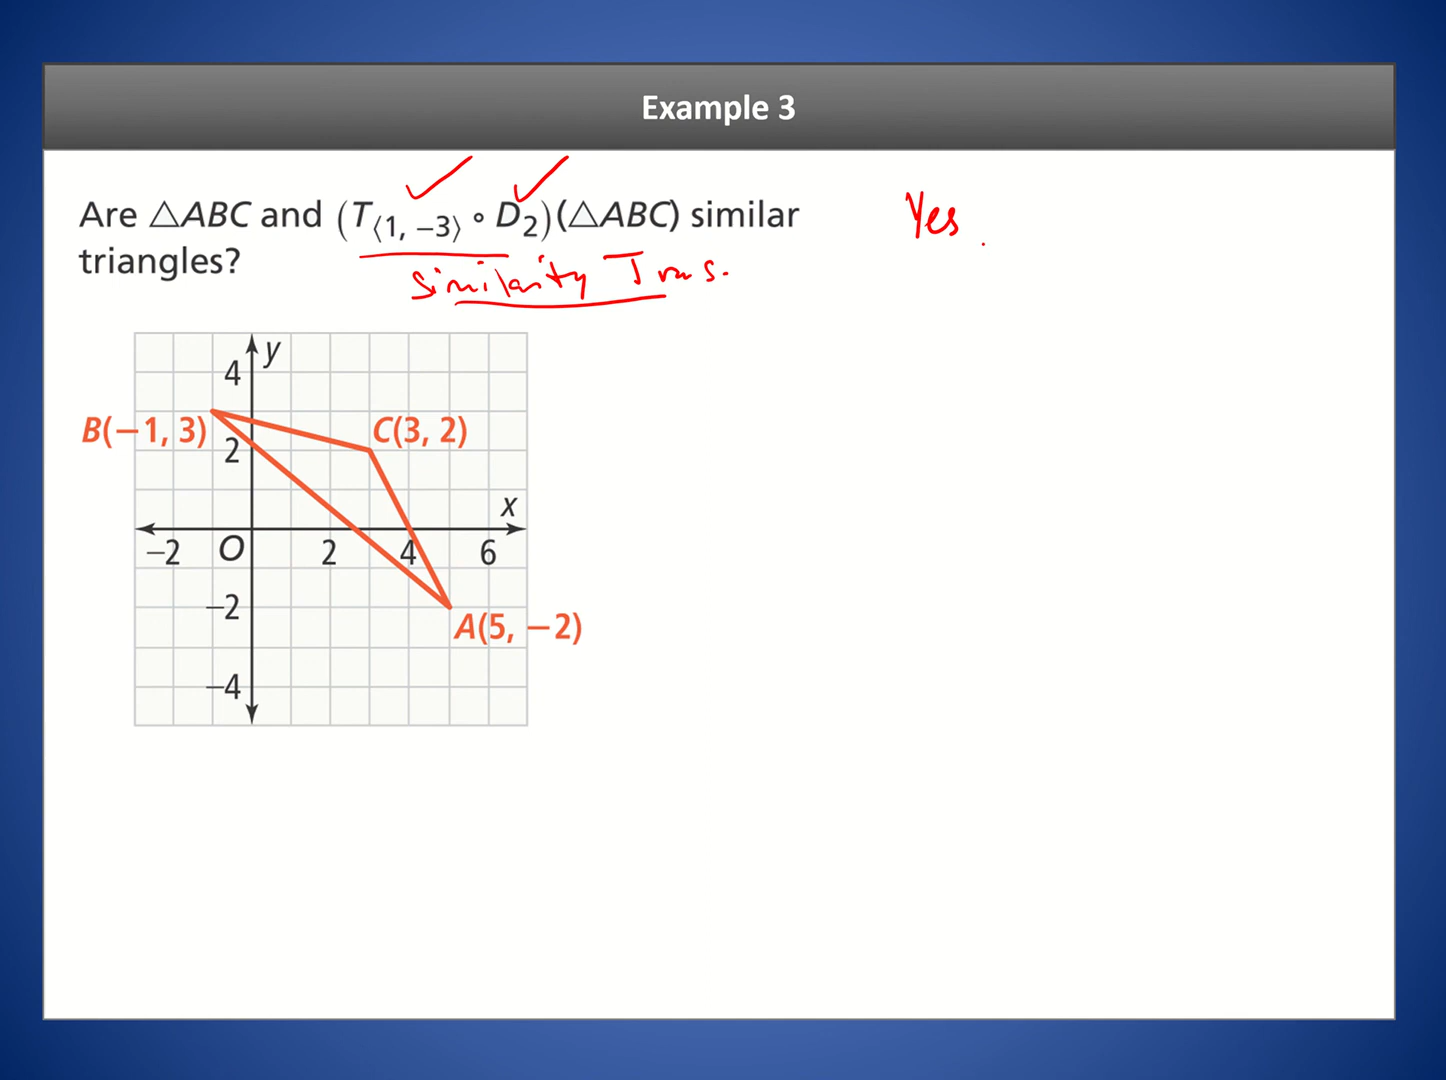 Example 3
Are △ABC and (T⟨1, −3⟩ ∘ D2)(△ABC) similar
triangles?
Yes.
Similarity Trans.
y
4
B(−1, 3)
C(3, 2)
2
x
−2
O
2
4
6
−2
A(5, −2)
−4